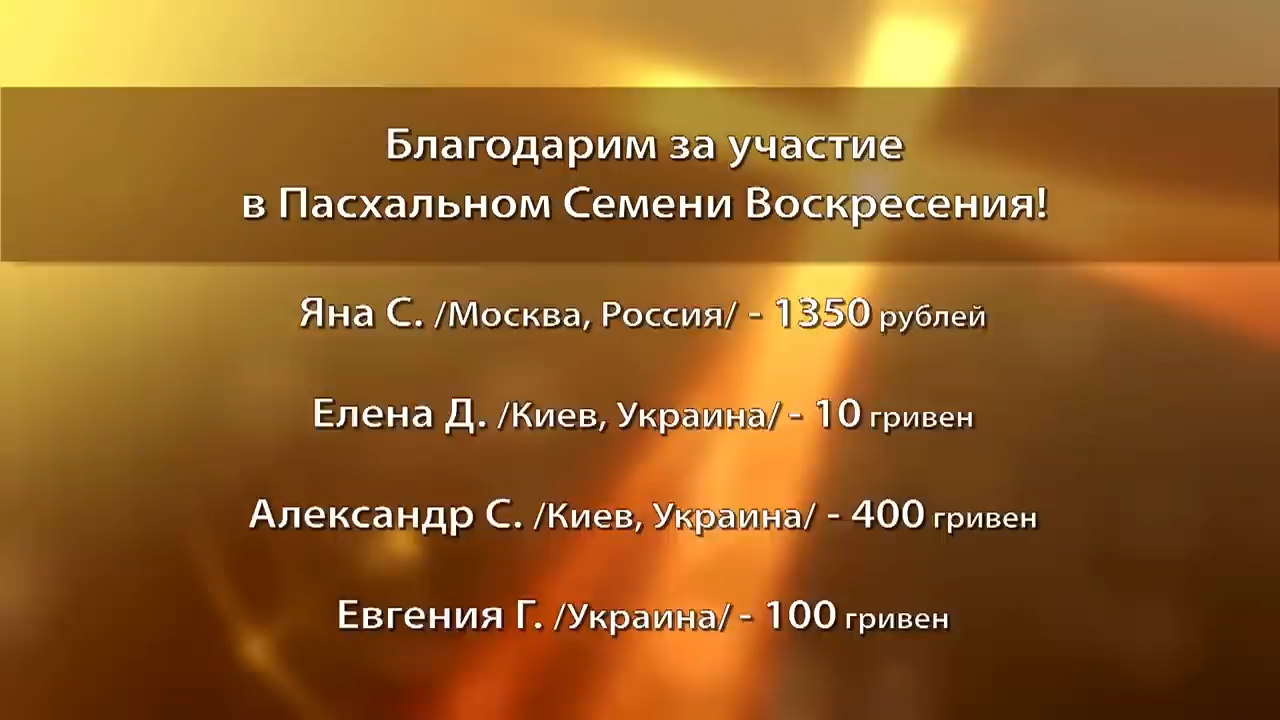 Благодарим за участие
в Пасхальном Семени Воскресения!
Яна С. /Москва, Россия/ - 1350 рублей
Елена Д. /Киев, Украина/ - 10 гривен
Александр С. /Киев, Украина/ - 400 гривен
Евгения Г. /Украина/ - 100 гривен